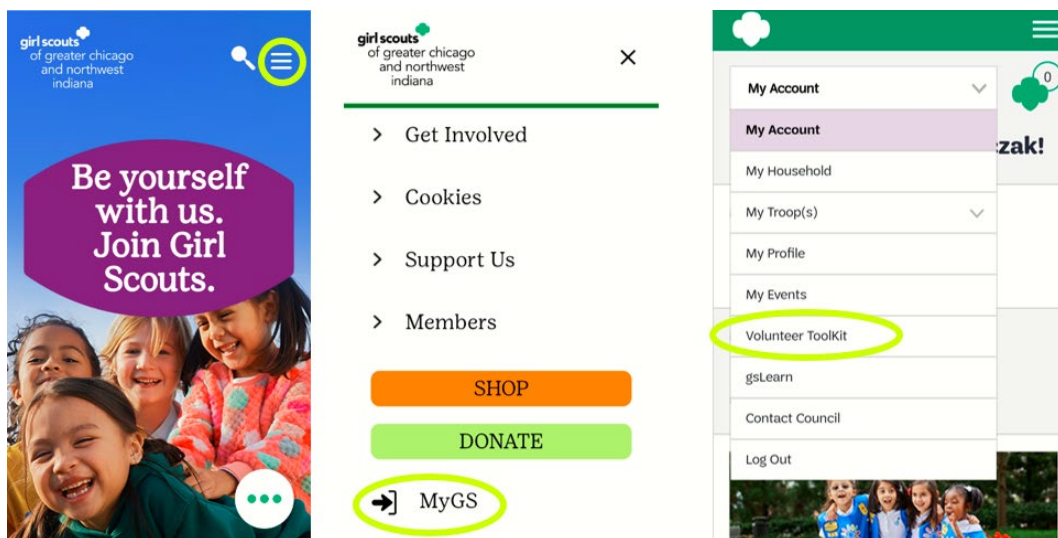 girl scouts
of greater chicago
and northwest
indiana
Be yourself
with us.
Join Girl
Scouts.
girl scouts
of greater chicago
and northwest
indiana
Get Involved
Cookies
Support Us
Members
SHOP
DONATE
MyGS
My Account
0
My Account
zak!
My Household
My Troop(s)
My Profile
My Events
Volunteer ToolKit
gsLearn
Contact Council
Log Out